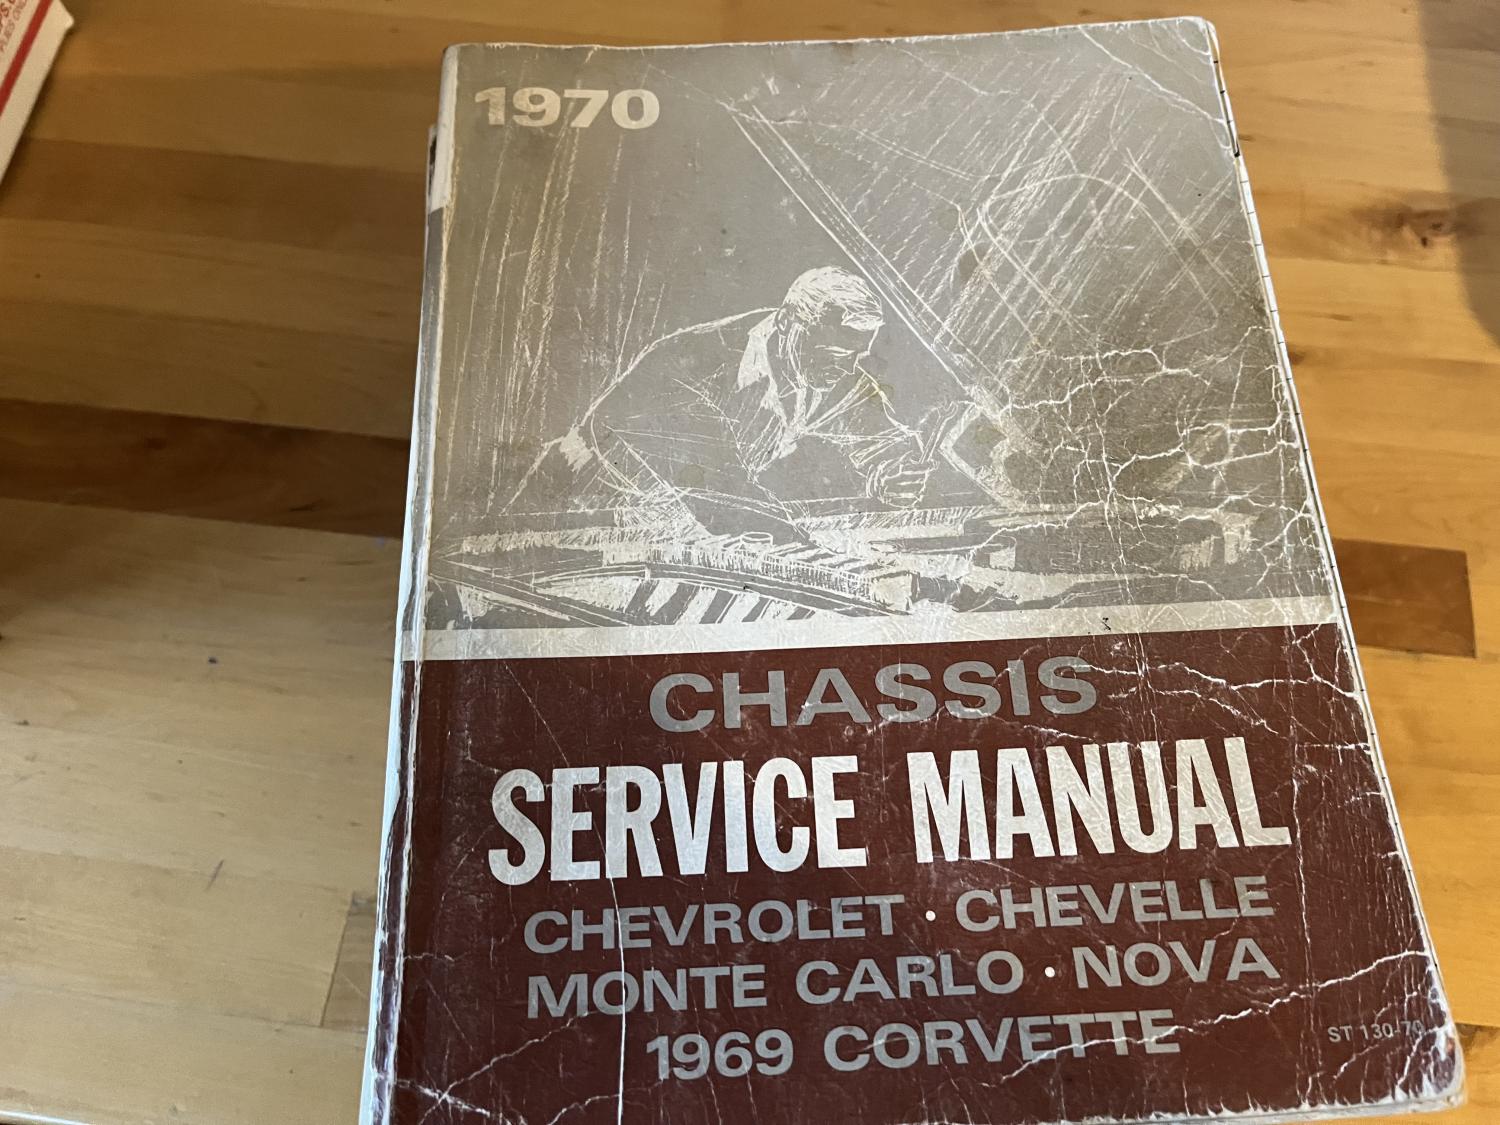 1970
CHASSIS
SERVICE MANUAL
CHEVROLET • CHEVELLE
MONTE CARLO • NOVA
1969 CORVETTE
ST 130-70